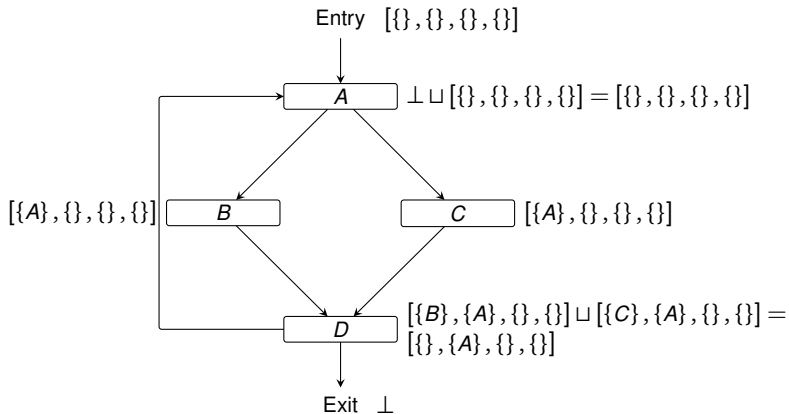 Entry [{} , {} , {} , {}]
A ⊥ ⊔ [{} , {} , {} , {}] = [{} , {} , {} , {}]
[{A} , {} , {} , {}] B C [{A} , {} , {} , {}]
[{B} , {A} , {} , {}] ⊔ [{C} , {A} , {} , {}] =
D [{} , {A} , {} , {}]
Exit ⊥